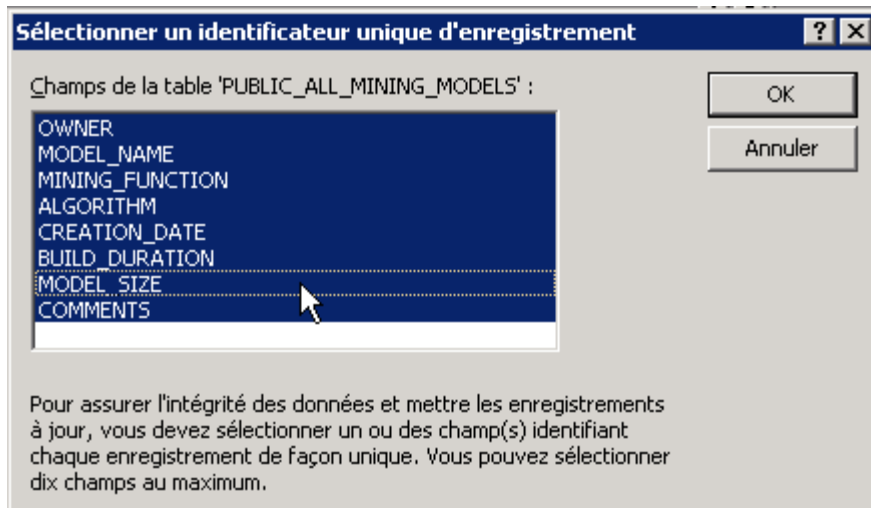 Sélectionner un identificateur unique d'enregistrement
Champs de la table 'PUBLIC_ALL_MINING_MODELS' :
OK
Annuler
OWNER
MODEL_NAME
MINING_FUNCTION
ALGORITHM
CREATION_DATE
BUILD_DURATION
MODEL_SIZE
COMMENTS
Pour assurer l'intégrité des données et mettre les enregistrements
à jour, vous devez sélectionner un ou des champ(s) identifiant
chaque enregistrement de façon unique. Vous pouvez sélectionner
dix champs au maximum.